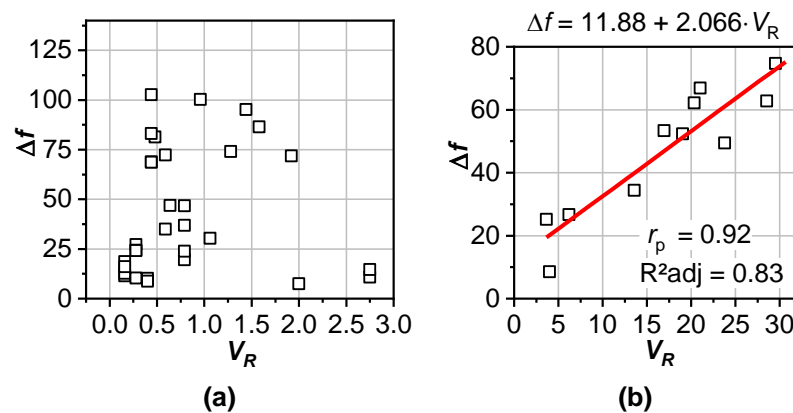 Δf = 11.88 + 2.066·V_R
125
100
75
50
25
0
Δf
0.0 0.5 1.0 1.5 2.0 2.5 3.0
V_R
(a)
80
60
40
20
0
Δf
r_p = 0.92
R²adj = 0.83
0 5 10 15 20 25 30
V_R
(b)